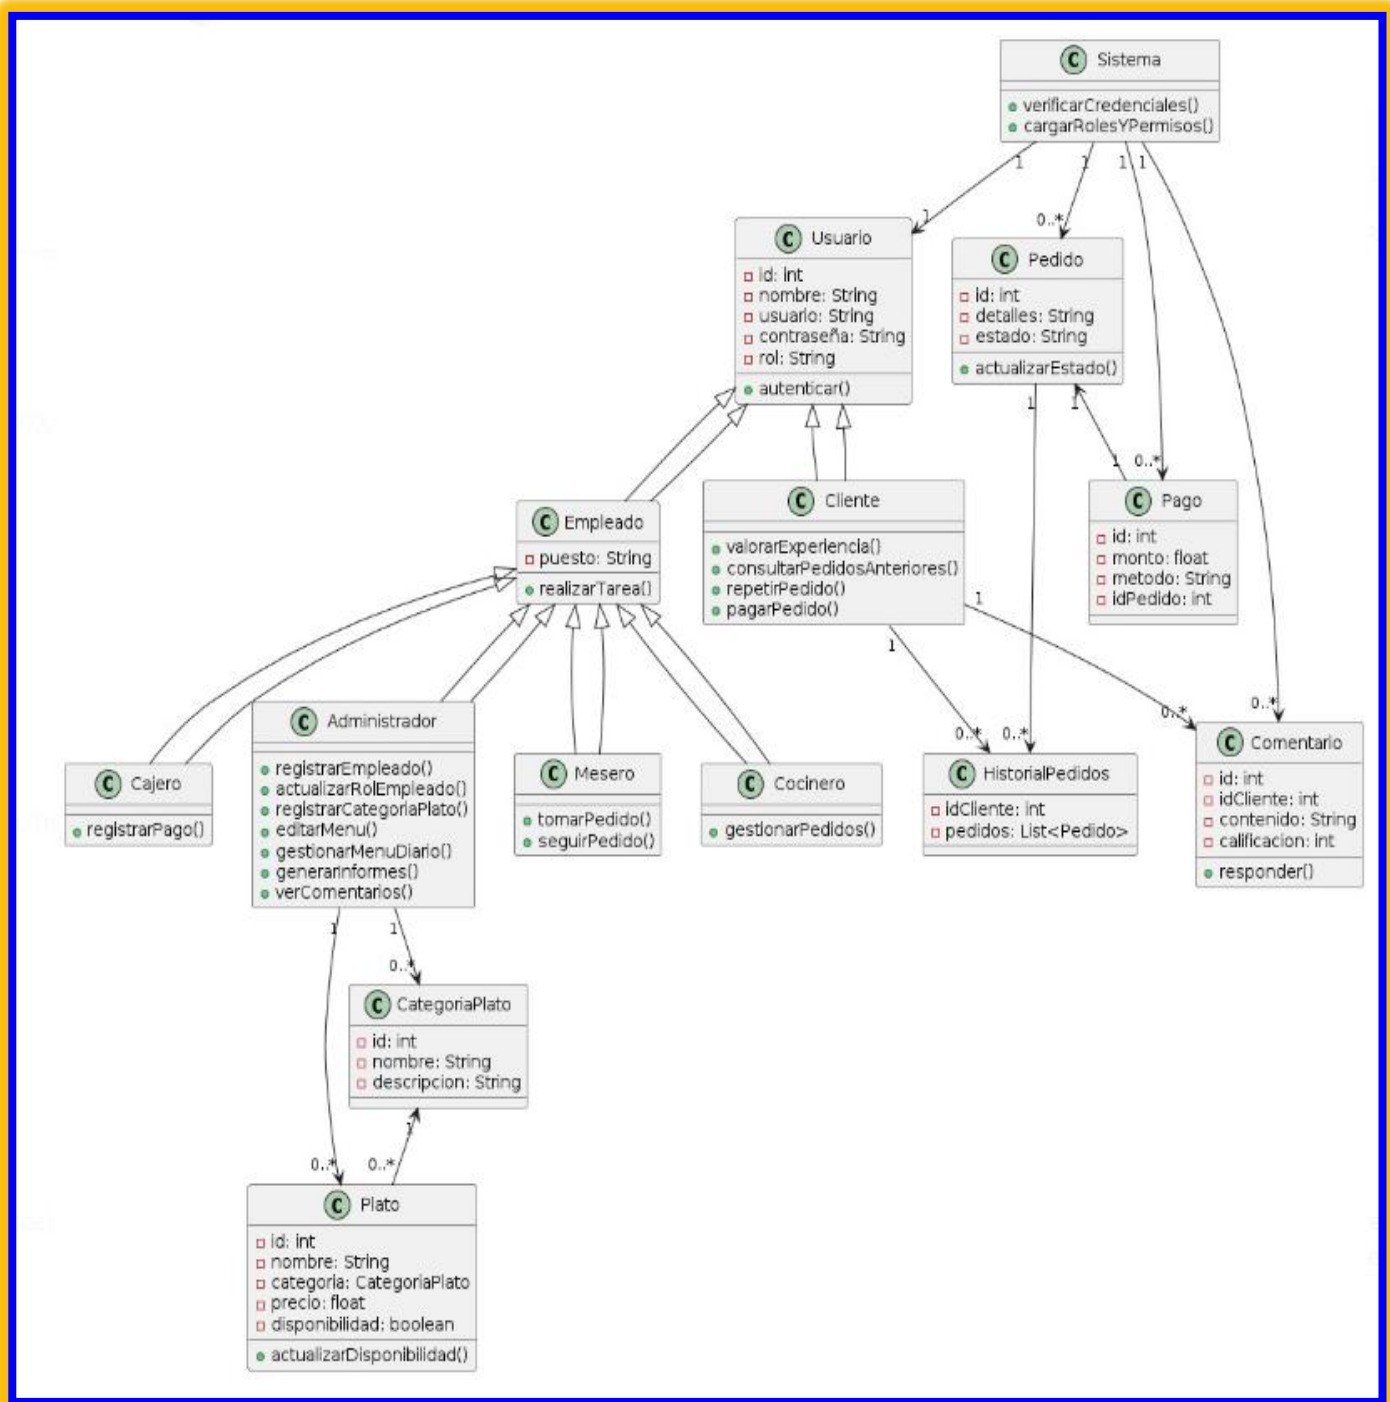 C Sistema
verificarCredenciales()
cargarRolesYPermisos()
1 1 1 1
1 0..*
C Usuario
id: int
nombre: String
usuario: String
contraseña: String
rol: String
autenticar()
C Pedido
id: int
detalles: String
estado: String
actualizarEstado()
1 1
1 0..*
C Empleado
puesto: String
realizarTarea()
C Cliente
valorarExperiencia()
consultarPedidosAnteriores()
repetirPedido()
pagarPedido()
C Pago
id: int
monto: float
metodo: String
idPedido: int
1
1
0..* 0..* 0..* 0..*
C Cajero
registrarPago()
C Administrador
registrarEmpleado()
actualizarRolEmpleado()
registrarCategoriaPlato()
editarMenu()
gestionarMenuDiario()
generarInformes()
verComentarios()
C Mesero
tomarPedido()
seguirPedido()
C Cocinero
gestionarPedidos()
C HistorialPedidos
idCliente: int
pedidos: List<Pedido>
C Comentario
id: int
idCliente: int
contenido: String
calificacion: int
responder()
1 1
0..*
C CategoriaPlato
id: int
nombre: String
descripcion: String
1
0..* 0..*
C Plato
id: int
nombre: String
categoria: CategoriaPlato
precio: float
disponibilidad: boolean
actualizarDisponibilidad()